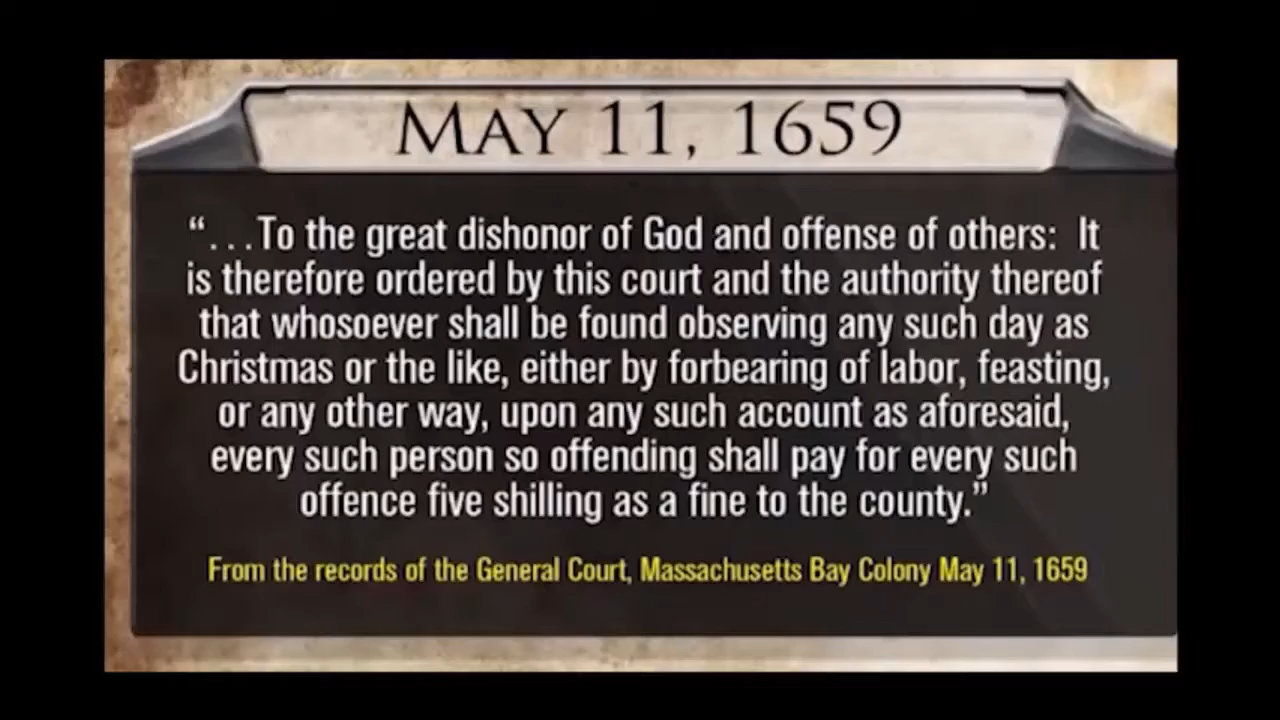 MAY 11, 1659
“...To the great dishonor of God and offense of others: It
is therefore ordered by this court and the authority thereof
that whosoever shall be found observing any such day as
Christmas or the like, either by forbearing of labor, feasting,
or any other way, upon any such account as aforesaid,
every such person so offending shall pay for every such
offence five shilling as a fine to the county.”
From the records of the General Court, Massachusetts Bay Colony May 11, 1659